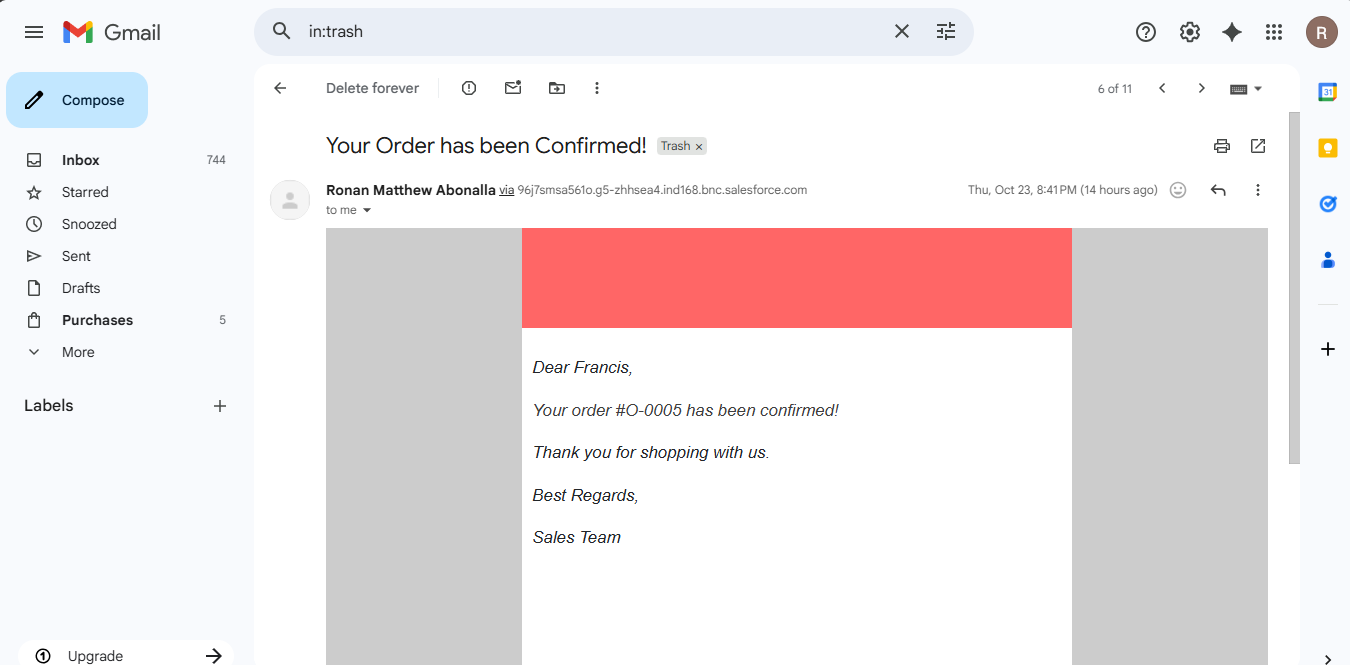 Gmail
in:trash
R
Compose
Inbox 744
Starred
Snoozed
Sent
Drafts
Purchases 5
More
Labels
Upgrade
Delete forever
6 of 11
Your Order has been Confirmed! Trash x
Ronan Matthew Abonalla via 96j7smsa561o.g5-zhhsea4.ind168.bnc.salesforce.com
Thu, Oct 23, 8:41 PM (14 hours ago)
to me
Dear Francis,
Your order #O-0005 has been confirmed!
Thank you for shopping with us.
Best Regards,
Sales Team
31